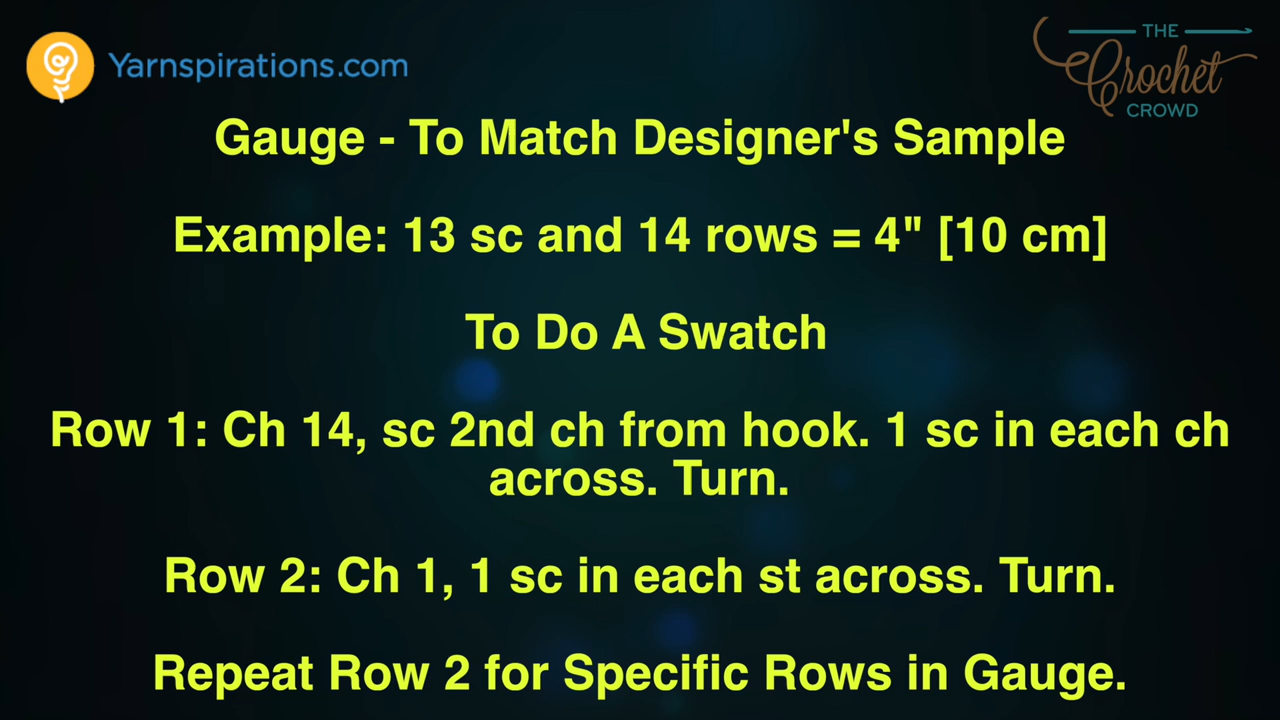 Yarnspirations.com
THE
Crochet
CROWD
Gauge - To Match Designer's Sample
Example: 13 sc and 14 rows = 4" [10 cm]
To Do A Swatch
Row 1: Ch 14, sc 2nd ch from hook. 1 sc in each ch
across. Turn.
Row 2: Ch 1, 1 sc in each st across. Turn.
Repeat Row 2 for Specific Rows in Gauge.